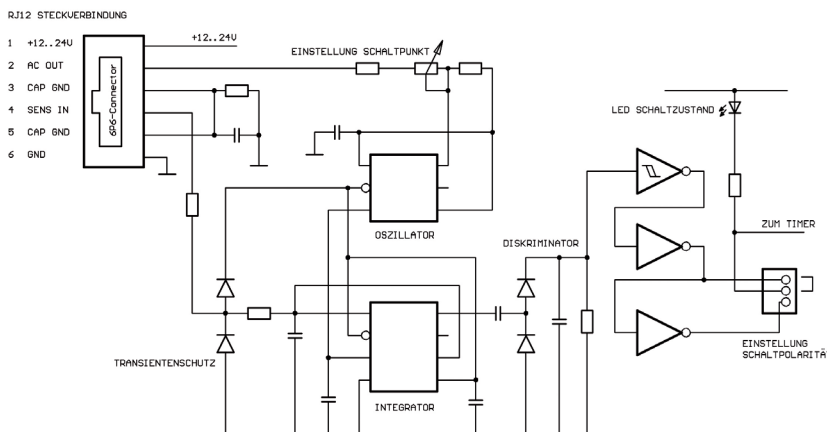 RJ12 STECKVERBINDUNG
1 +12..24V
2 AC OUT
3 CAP GND
4 SENS IN
5 CAP GND
6 GND
6P6-Connector
+12..24V
EINSTELLUNG SCHALTPUNKT
LED SCHALTZUSTAND
OSZILLATOR
DISKRIMINATOR
ZUM TIMER
TRANSIENTENSCHUTZ
INTEGRATOR
EINSTELLUNG
SCHALTPOLARITÄ